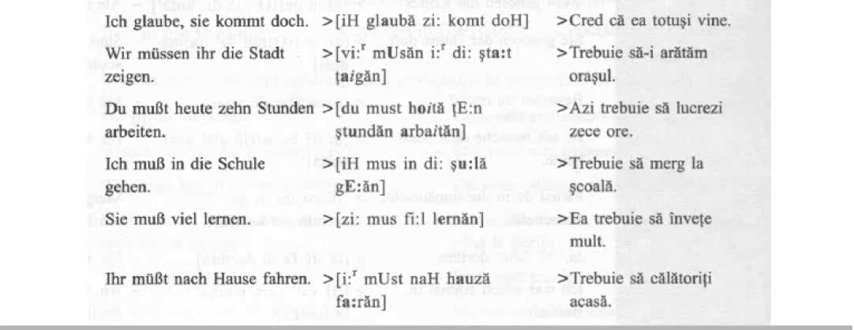 Ich glaube, sie kommt doch. >[iH glaubă zi: komt doH] >Cred că ea totuşi vine.
Wir müssen ihr die Stadt >[vi:ʳ mUsăn i:ʳ di: şta:t >Trebuie să-i arătăm
zeigen. ţaigăn] oraşul.
Du mußt heute zehn Stunden >[du must hoită ţE:n >Azi trebuie să lucrezi
arbeiten. ştundăn arbaităn] zece ore.
Ich muß in die Schule >[iH mus in di: şu:lă >Trebuie să merg la
gehen. gE:ăn] şcoală.
Sie muß viel lernen. >[zi: mus fi:l lernăn] >Ea trebuie să înveţe
mult.
Ihr müßt nach Hause fahren. >[i:ʳ mUst naH hauză >Trebuie să călătoriţi
fa:răn] acasă.